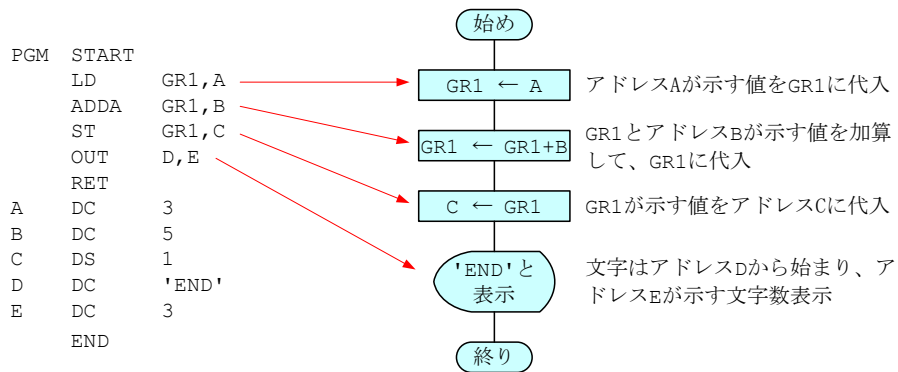 PGM START
LD GR1,A
ADDA GR1,B
ST GR1,C
OUT D,E
RET
A DC 3
B DC 5
C DS 1
D DC 'END'
E DC 3
END
始め
GR1 ← A
GR1 ← GR1+B
C ← GR1
'END'と
表示
終り
アドレスAが示す値をGR1に代入
GR1とアドレスBが示す値を加算
して、GR1に代入
GR1が示す値をアドレスCに代入
文字はアドレスDから始まり、ア
ドレスEが示す文字数表示